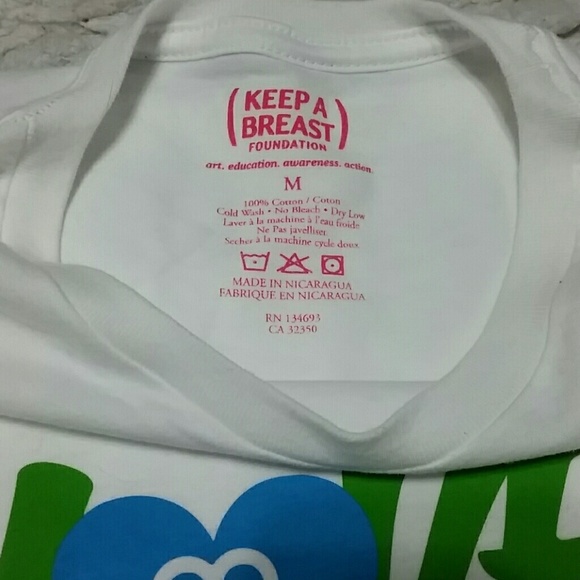 (KEEP A
BREAST)
FOUNDATION
art. education. awareness. action.
M
100% Cotton / Coton
Cold Wash • No Bleach • Dry Low
Laver à la machine à l'eau froide
Ne Pas javelliser
Secher à la machine cycle doux
MADE IN NICARAGUA
FABRIQUE EN NICARAGUA
RN 134693
CA 32350